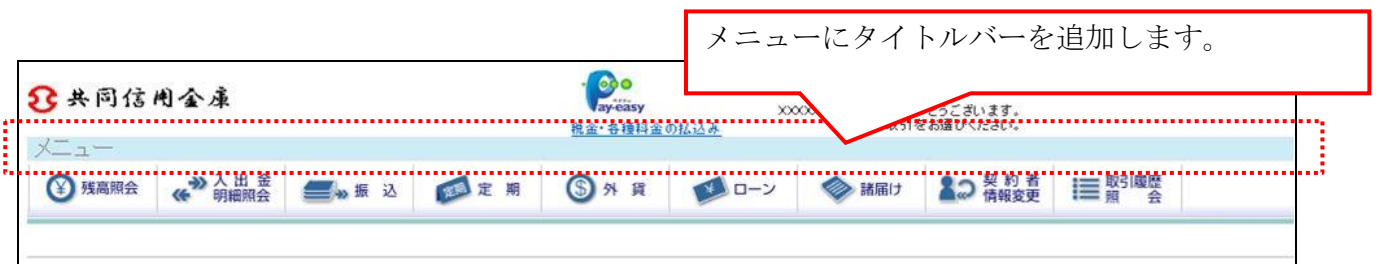 メニューにタイトルバーを追加します。
共同信用金庫
Pay-easy
XXXX
とうございます。
をお選びください。
税金・各種料金の払込み
メニュー
残高照会
入出金
明細照会
振 込
定期
定 期
外 貨
ローン
諸届け
契約者
情報変更
取引履歴
照 会